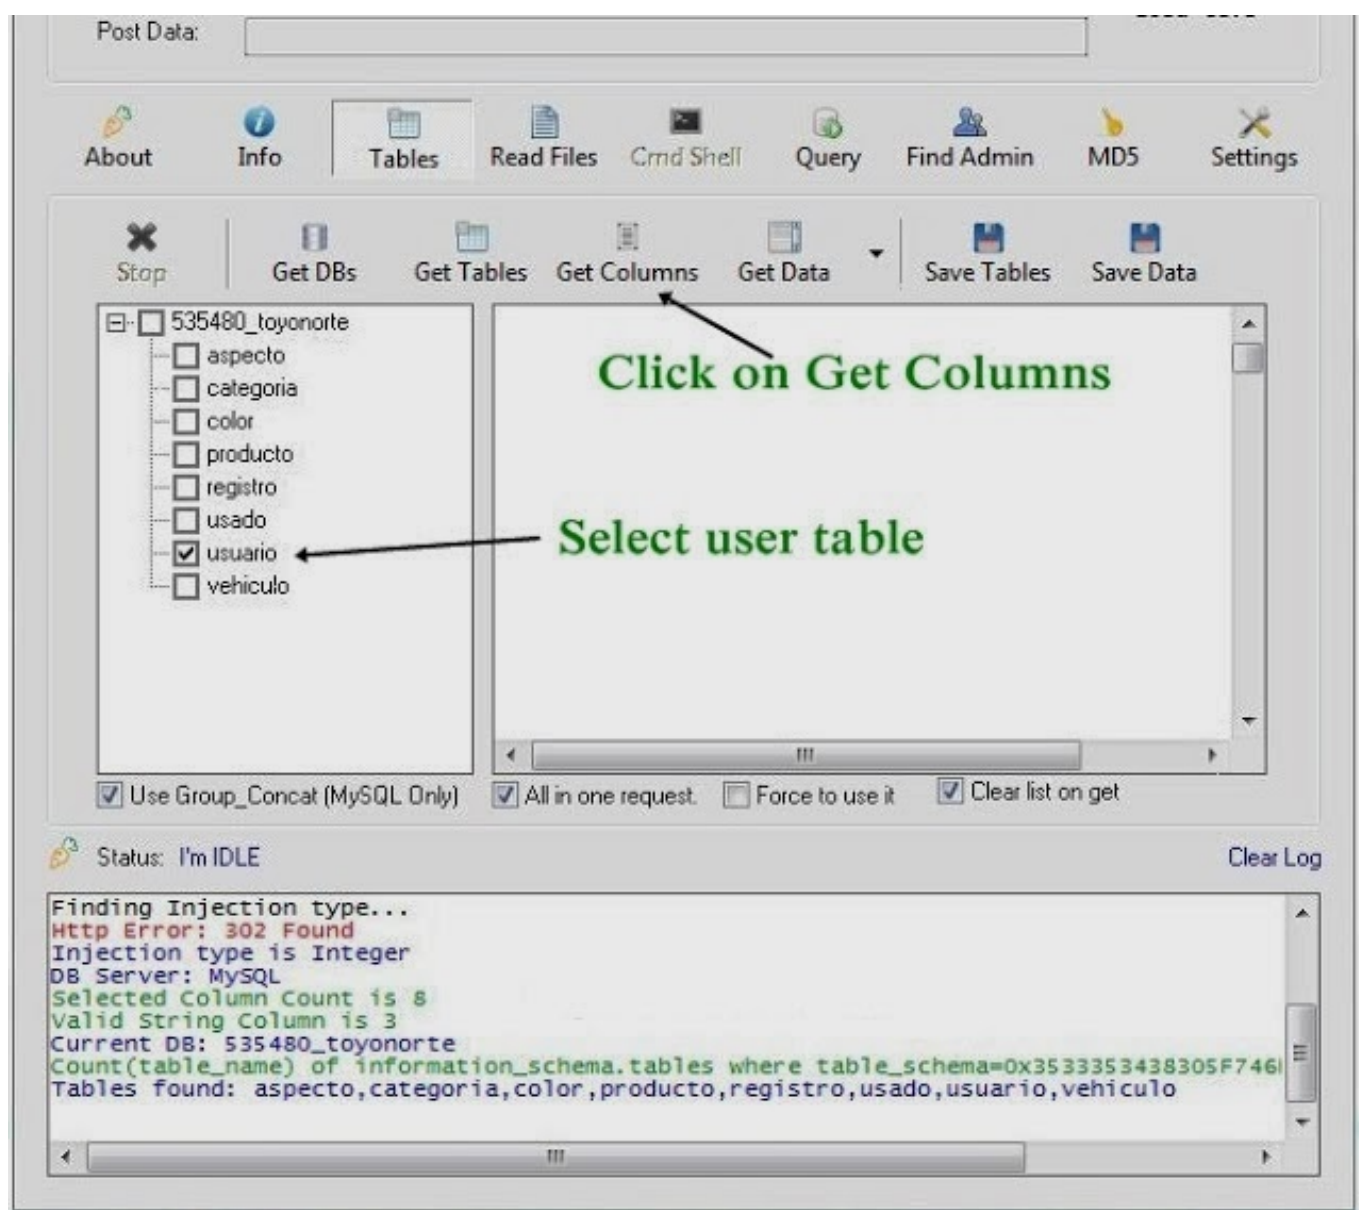 Post Data:
About Info Tables Read Files Cmd Shell Query Find Admin MD5 Settings
Stop Get DBs Get Tables Get Columns Get Data Save Tables Save Data
535480_toyonorte
aspecto
categoria
color
producto
registro
usado
usuario
vehiculo
Click on Get Columns
Select user table
Use Group_Concat (MySQL Only) All in one request. Force to use it Clear list on get
Status: I'm IDLE Clear Log
Finding Injection type...
Http Error: 302 Found
Injection type is Integer
DB Server: MySQL
Selected Column Count is 8
Valid String Column is 3
Current DB: 535480_toyonorte
Count(table_name) of information_schema.tables where table_schema=0x3533353438305F746
Tables found: aspecto,categoria,color,producto,registro,usado,usuario,vehiculo